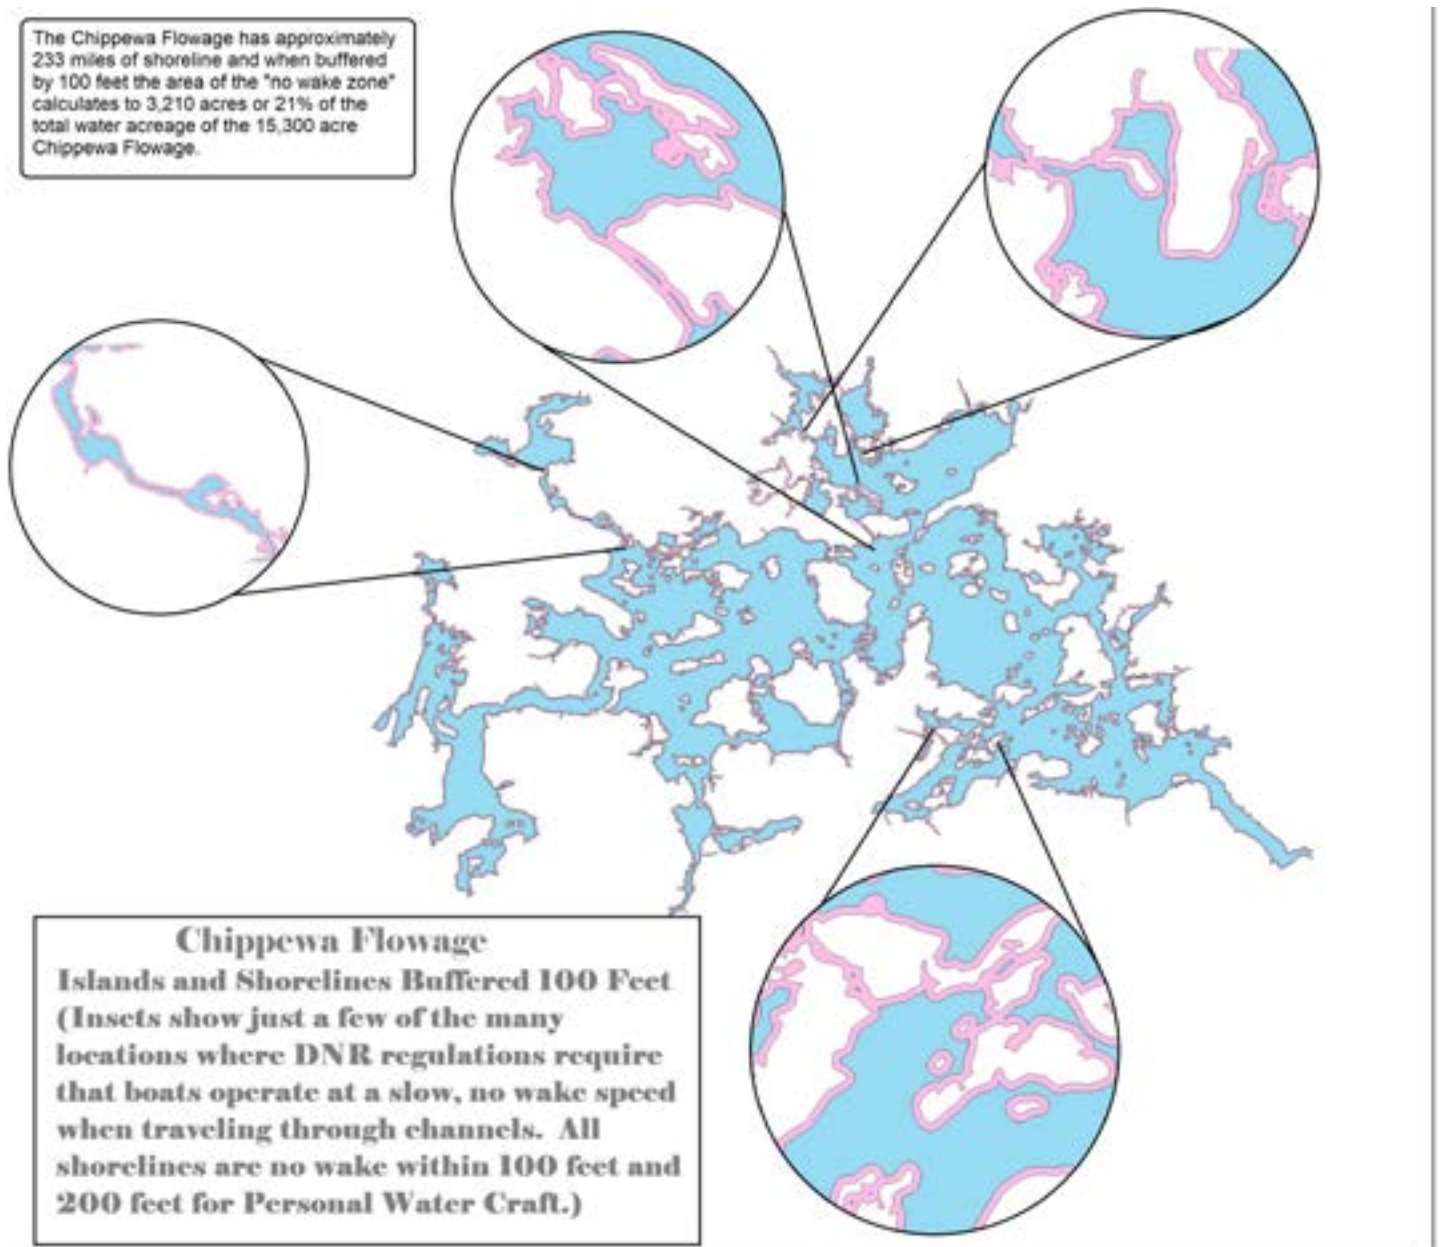 The Chippewa Flowage has approximately
233 miles of shoreline and when buffered
by 100 feet the area of the "no wake zone"
calculates to 3,210 acres or 21% of the
total water acreage of the 15,300 acre
Chippewa Flowage.
Chippewa Flowage
Islands and Shorelines Buffered 100 Feet
(Insets show just a few of the many
locations where DNR regulations require
that boats operate at a slow, no wake speed
when traveling through channels. All
shorelines are no wake within 100 feet and
200 feet for Personal Water Craft.)